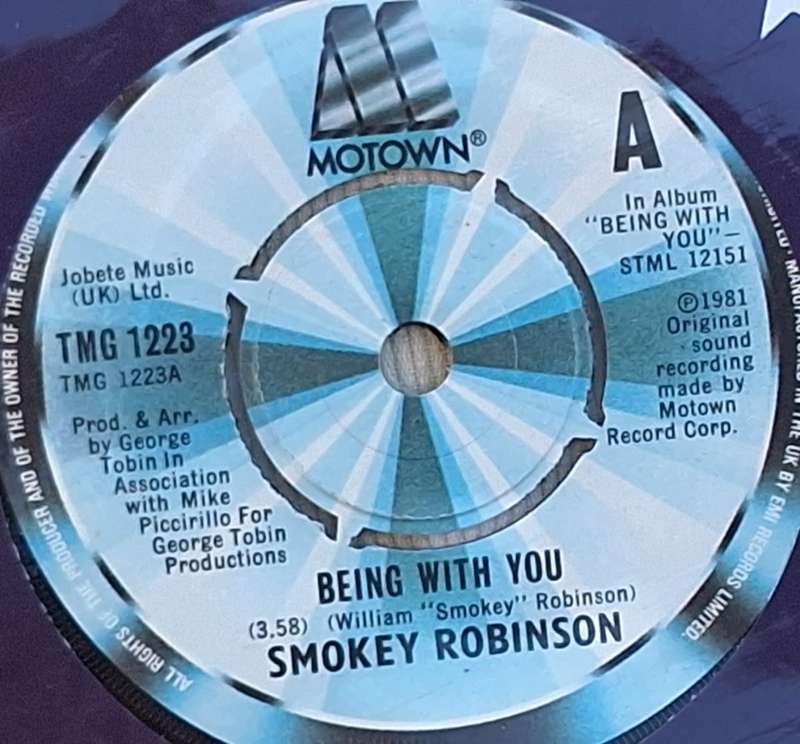 MOTOWN®
A
In Album
"BEING WITH
YOU"–
STML 12151
Ⓟ1981
Original
sound
recording
made by
Motown
Record Corp.
Jobete Music
(UK) Ltd.
TMG 1223
TMG 1223A
Prod. & Arr.
by George
Tobin In
Association
with Mike
Piccirillo For
George Tobin
Productions
BEING WITH YOU
(3.58) (William "Smokey" Robinson)
SMOKEY ROBINSON
ALL RIGHTS OF THE PRODUCER AND OF THE OWNER OF THE RECORDED
IN THE UK BY EMI RECORDS LIMITED.